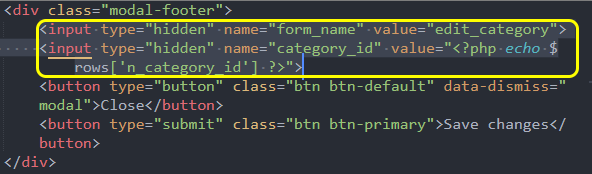 <div class="modal-footer">
<input type="hidden" name="form_name" value="edit_category">
<input type="hidden" name="category_id" value="<?php echo $
rows['n_category_id'] ?>">
<button type="button" class="btn btn-default" data-dismiss="
modal">Close</button>
<button type="submit" class="btn btn-primary">Save changes</
button>
</div>